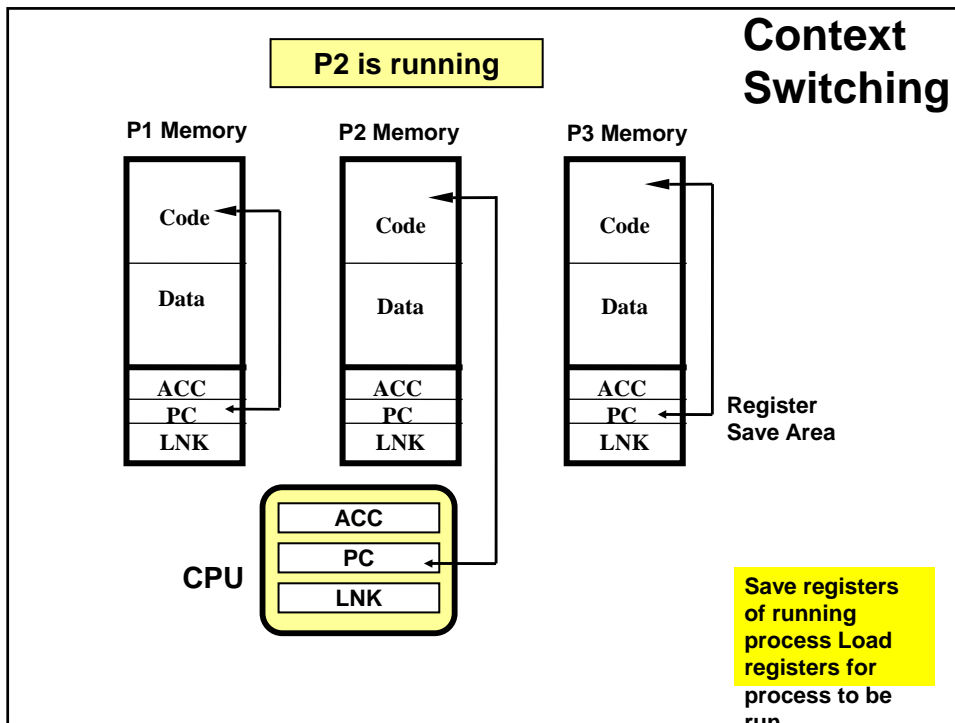 Context
Switching
P2 is running
P1 Memory
P2 Memory
P3 Memory
Code
Data
ACC
PC
LNK
Code
Data
ACC
PC
LNK
Code
Data
ACC
PC
LNK
Register
Save Area
CPU
ACC
PC
LNK
Save registers
of running
process Load
registers for
process to be
run